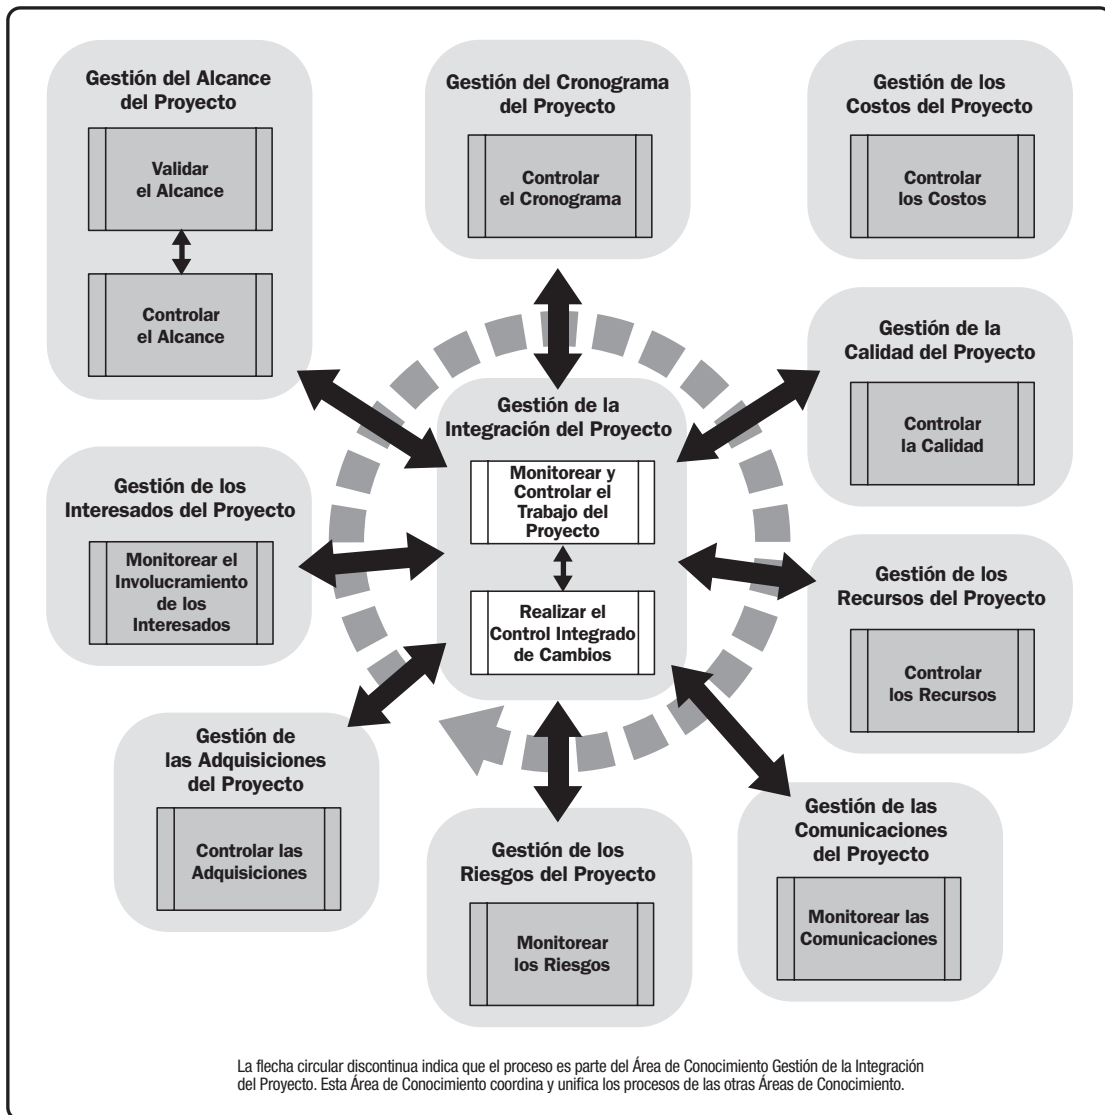 Gestión del Alcance
del Proyecto
Validar
el Alcance
Controlar
el Alcance
Gestión del Cronograma
del Proyecto
Controlar
el Cronograma
Gestión de los
Costos del Proyecto
Controlar
los Costos
Gestión de la
Calidad del Proyecto
Controlar
la Calidad
Gestión de la
Integración del Proyecto
Monitorear y
Controlar el
Trabajo del
Proyecto
Realizar el
Control Integrado
de Cambios
Gestión de los
Interesados del Proyecto
Monitorear el
Involucramiento
de los
Interesados
Gestión de los
Recursos del Proyecto
Controlar
los Recursos
Gestión de
las Adquisiciones
del Proyecto
Controlar las
Adquisiciones
Gestión de los
Riesgos del Proyecto
Monitorear
los Riesgos
Gestión de las
Comunicaciones
del Proyecto
Monitorear las
Comunicaciones
La flecha circular discontinua indica que el proceso es parte del Área de Conocimiento Gestión de la Integración
del Proyecto. Esta Área de Conocimiento coordina y unifica los procesos de las otras Áreas de Conocimiento.